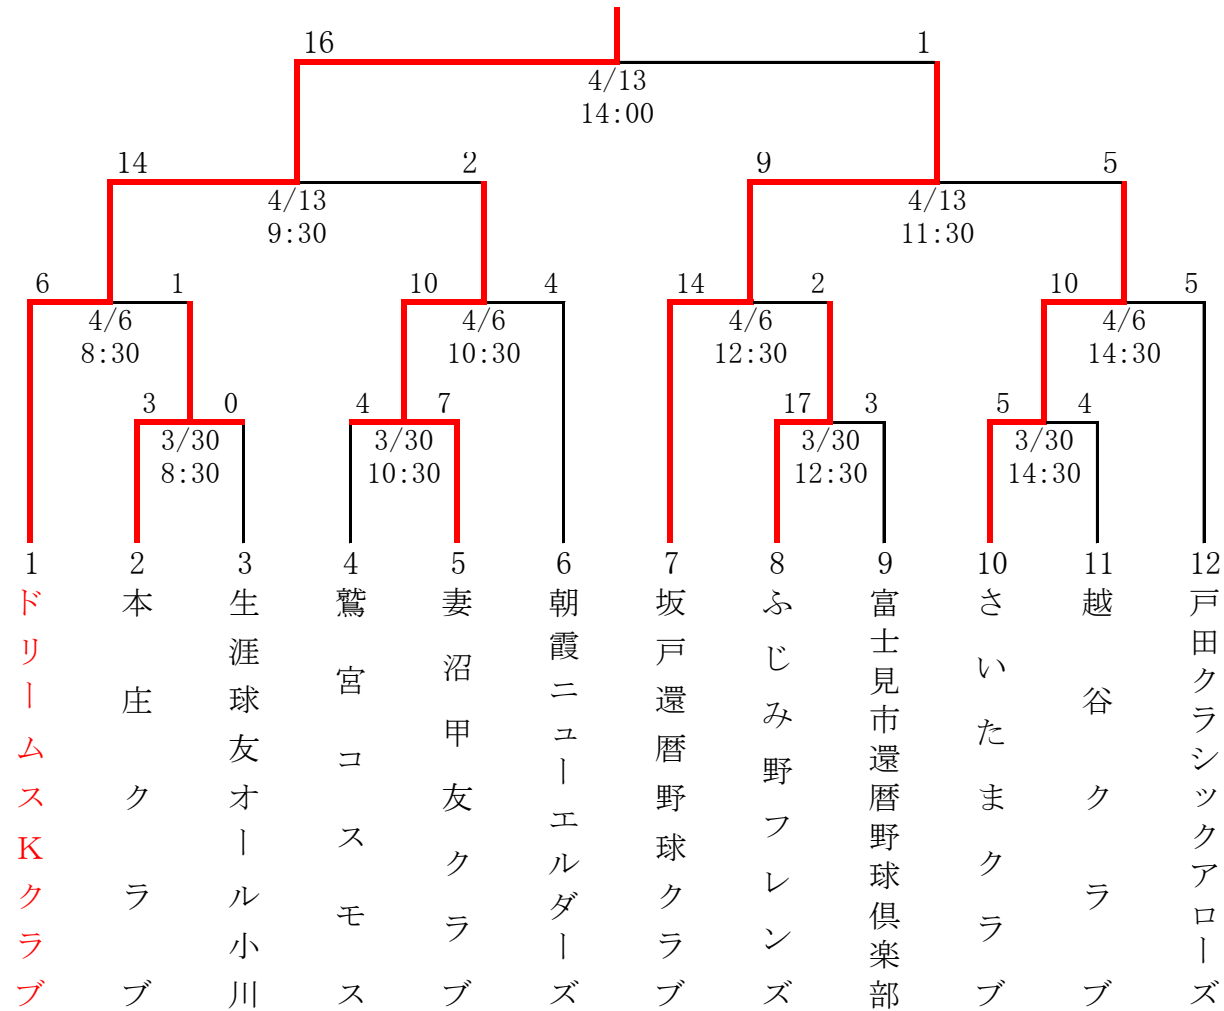 16 1
4/13
14:00
14 2 9 5
4/13 4/13
9:30 11:30
6 1 10 4 14 2 10 5
4/6 4/6 4/6 4/6
8:30 10:30 12:30 14:30
3 0 4 7 17 3 5 4
3/30 3/30 3/30 3/30
8:30 10:30 12:30 14:30
1 2 3 4 5 6 7 8 9 10 11 12
ドリームスKクラブ
本庄クラブ
生涯球友オール小川
鷲宮コスモス
妻沼甲友クラブ
朝霞ニューエルダーズ
坂戸還暦野球クラブ
ふじみ野フレンズ
富士見市還暦野球倶楽部
さいたまクラブ
越谷クラブ
戸田クラシックアローズ